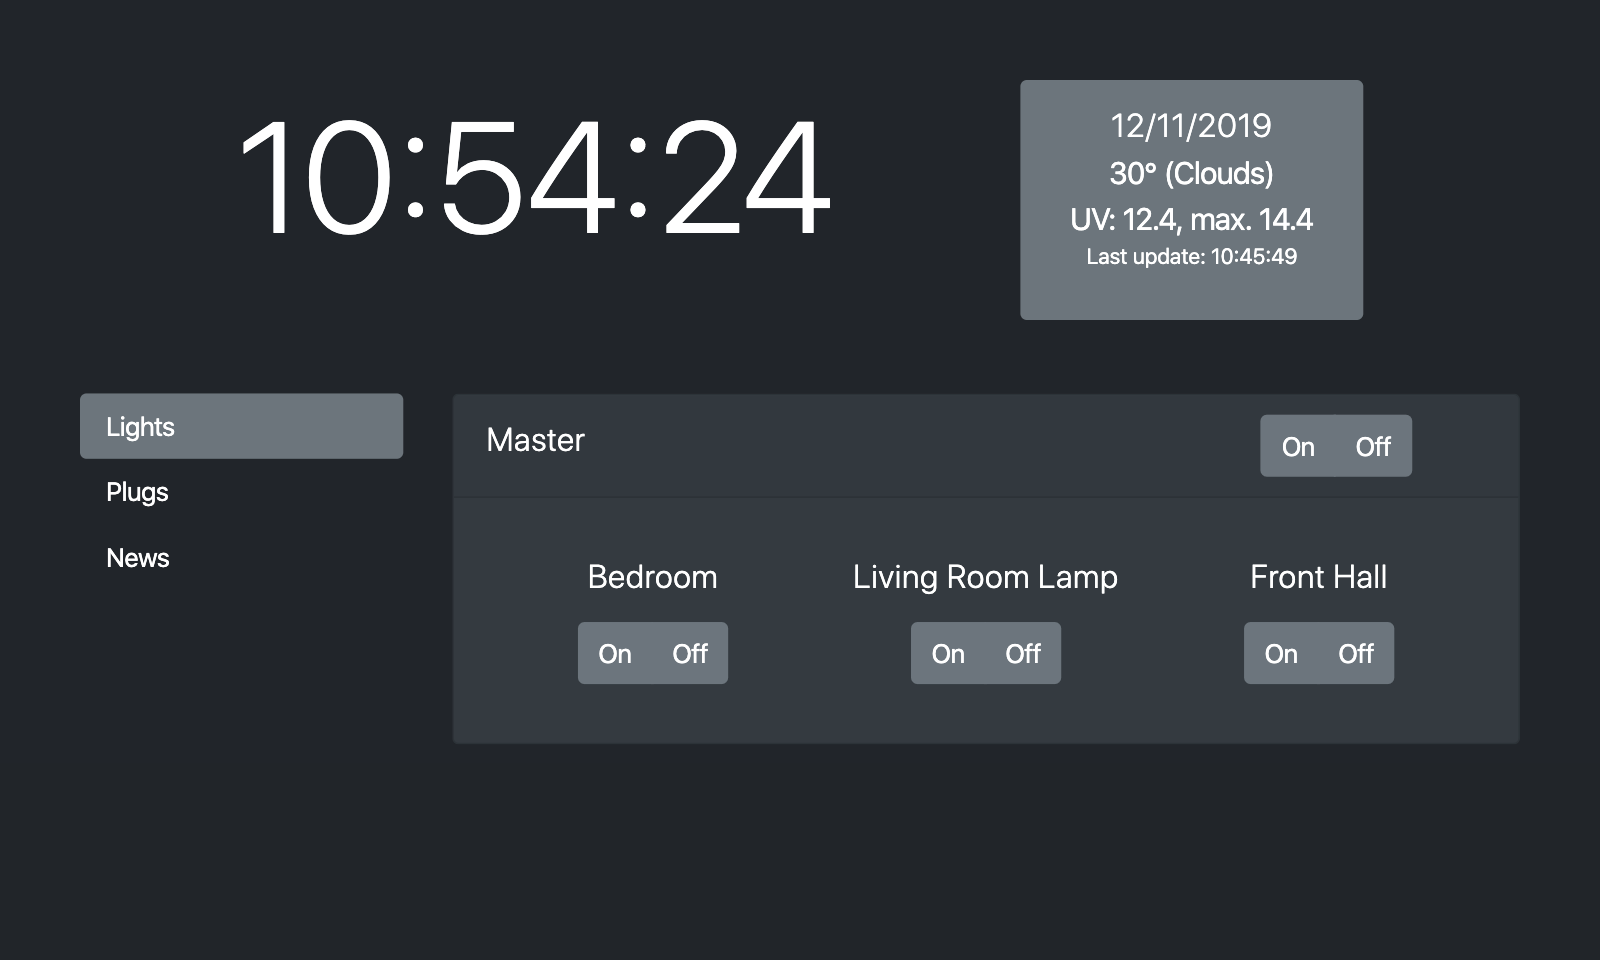 10:54:24
12/11/2019
30° (Clouds)
UV: 12.4, max. 14.4
Last update: 10:45:49
Lights
Plugs
News
Master
On Off
Bedroom
On Off
Living Room Lamp
On Off
Front Hall
On Off